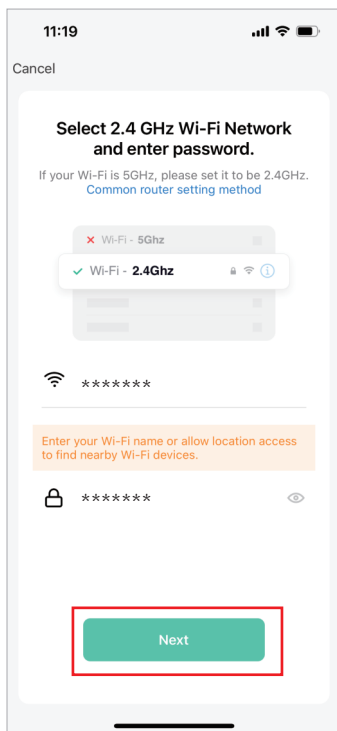 11:19
Cancel
Select 2.4 GHz Wi-Fi Network
and enter password.
If your Wi-Fi is 5GHz, please set it to be 2.4GHz.
Common router setting method
Wi-Fi - 5Ghz
Wi-Fi - 2.4Ghz
*******
Enter your Wi-Fi name or allow location access
to find nearby Wi-Fi devices.
*******
Next